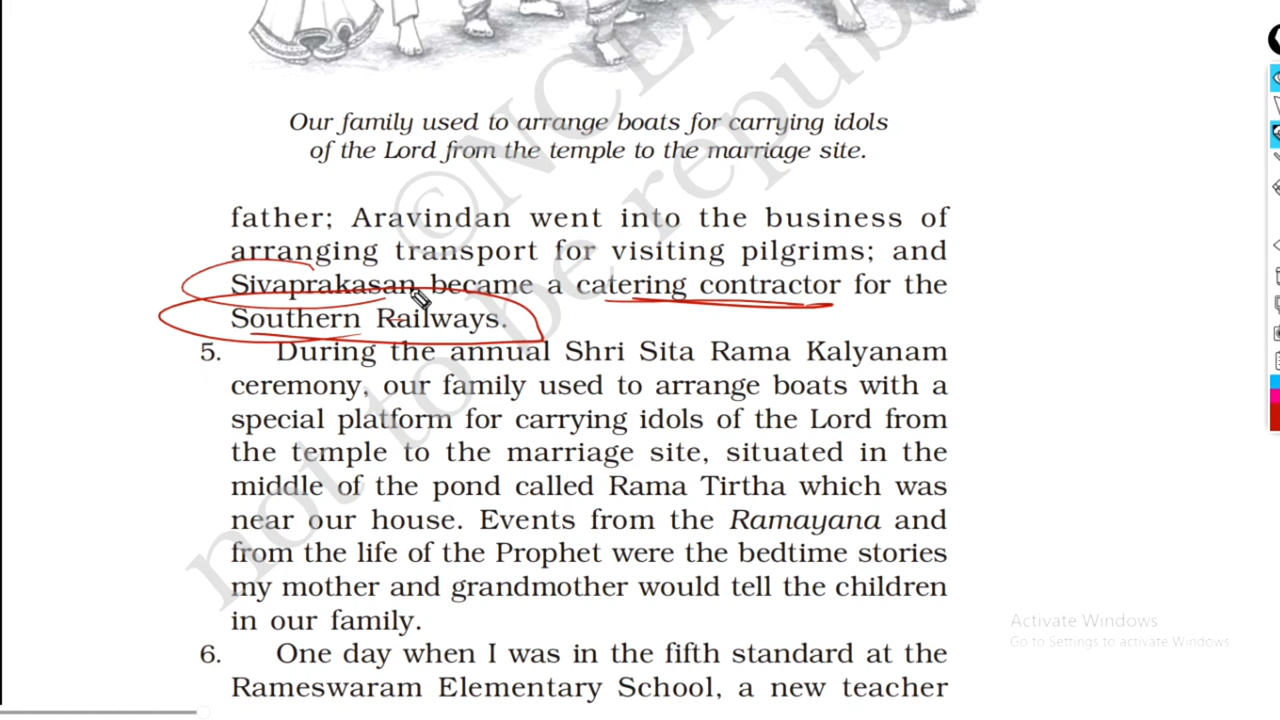 Our family used to arrange boats for carrying idols
of the Lord from the temple to the marriage site.
father; Aravindan went into the business of
arranging transport for visiting pilgrims; and
Sivaprakasan became a catering contractor for the
Southern Railways.
5. During the annual Shri Sita Rama Kalyanam
ceremony, our family used to arrange boats with a
special platform for carrying idols of the Lord from
the temple to the marriage site, situated in the
middle of the pond called Rama Tirtha which was
near our house. Events from the Ramayana and
from the life of the Prophet were the bedtime stories
my mother and grandmother would tell the children
in our family.
6. One day when I was in the fifth standard at the
Rameswaram Elementary School, a new teacher
©NCE
not to be repub
Activate Windows
Go to Settings to activate Windows.